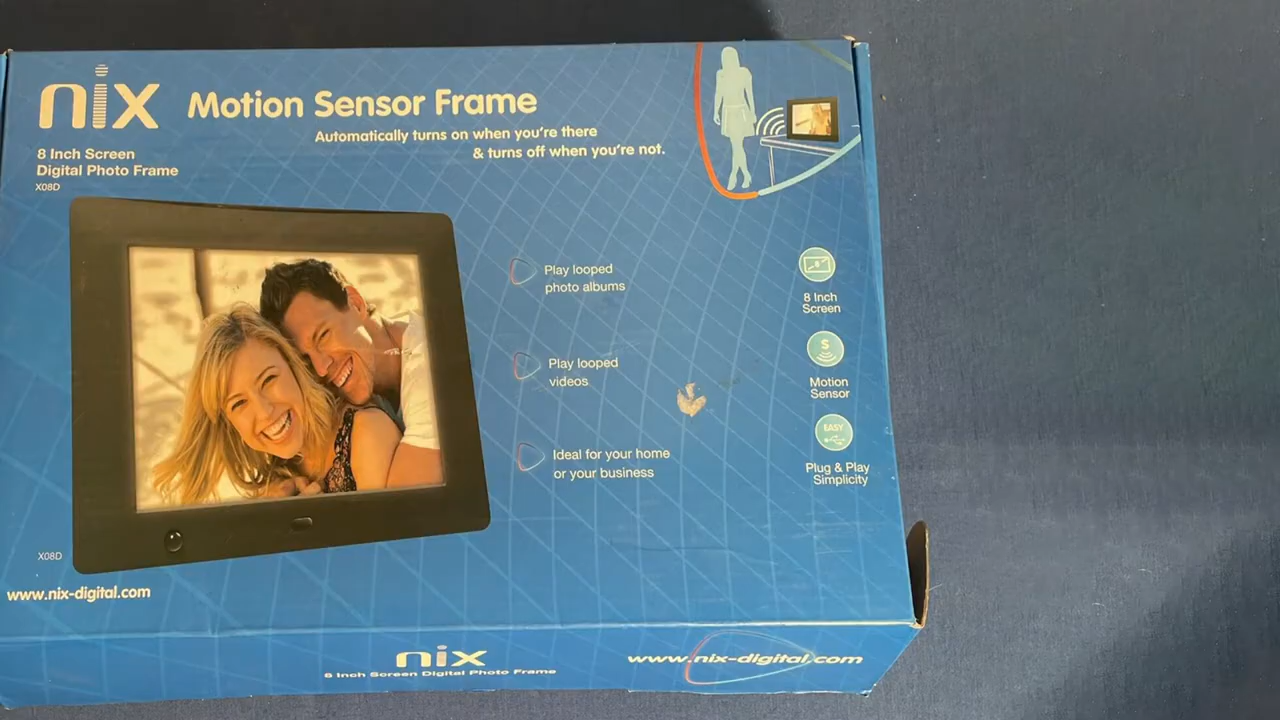 nix Motion Sensor Frame
Automatically turns on when you're there
& turns off when you're not.
8 Inch Screen
Digital Photo Frame
X08D
Play looped
photo albums
Play looped
videos
Ideal for your home
or your business
8 Inch
Screen
$
Motion
Sensor
EASY
Plug & Play
Simplicity
X08D
www.nix-digital.com
nix
8 Inch Screen Digital Photo Frame
www.nix-digital.com